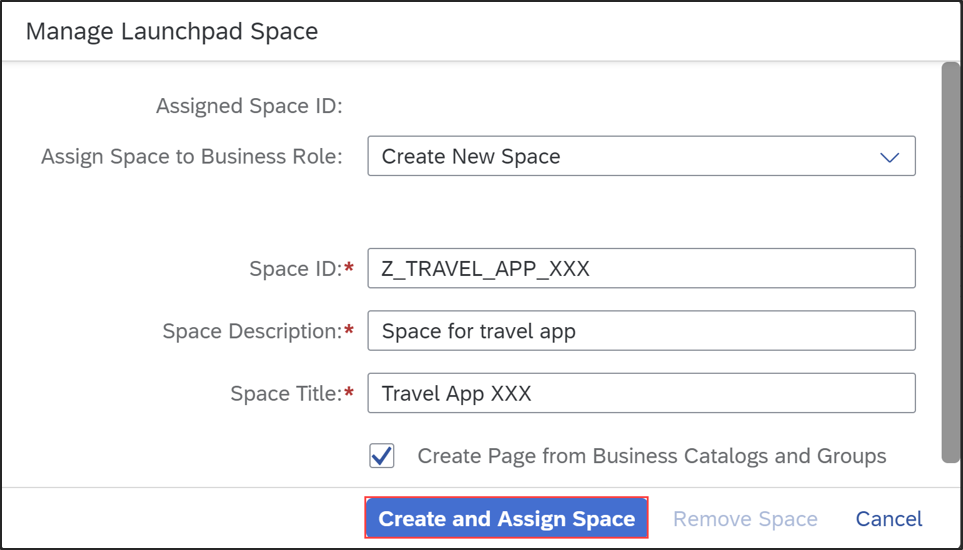 Manage Launchpad Space
Assigned Space ID:
Assign Space to Business Role: Create New Space
Space ID:* Z_TRAVEL_APP_XXX
Space Description:* Space for travel app
Space Title:* Travel App XXX
Create Page from Business Catalogs and Groups
Create and Assign Space Remove Space Cancel